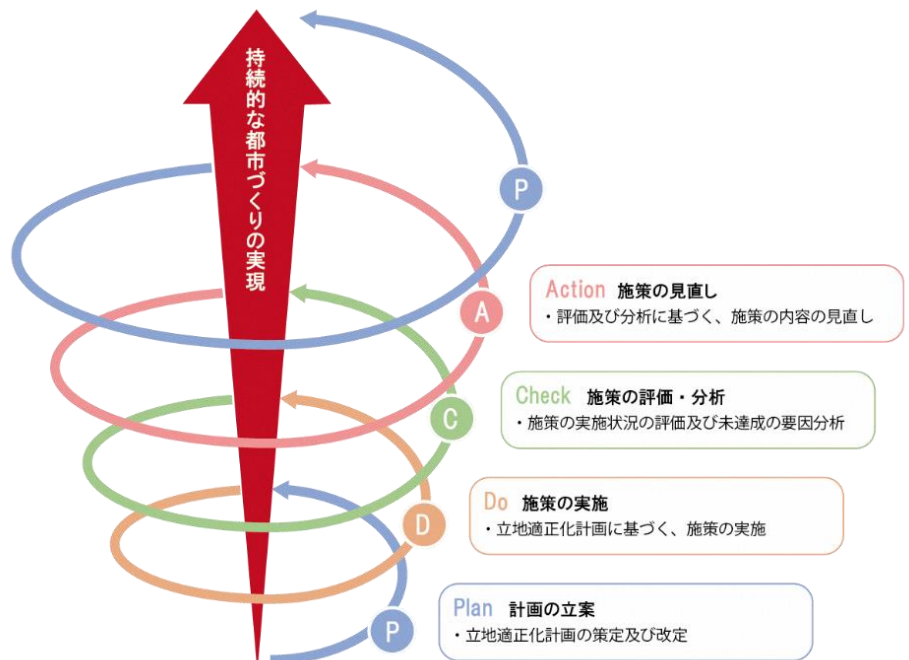 持続的な都市づくりの実現
P
A
Action 施策の見直し
・評価及び分析に基づく、施策の内容の見直し
C
Check 施策の評価・分析
・施策の実施状況の評価及び未達成の要因分析
D
Do 施策の実施
・立地適正化計画に基づく、施策の実施
P
Plan 計画の立案
・立地適正化計画の策定及び改定